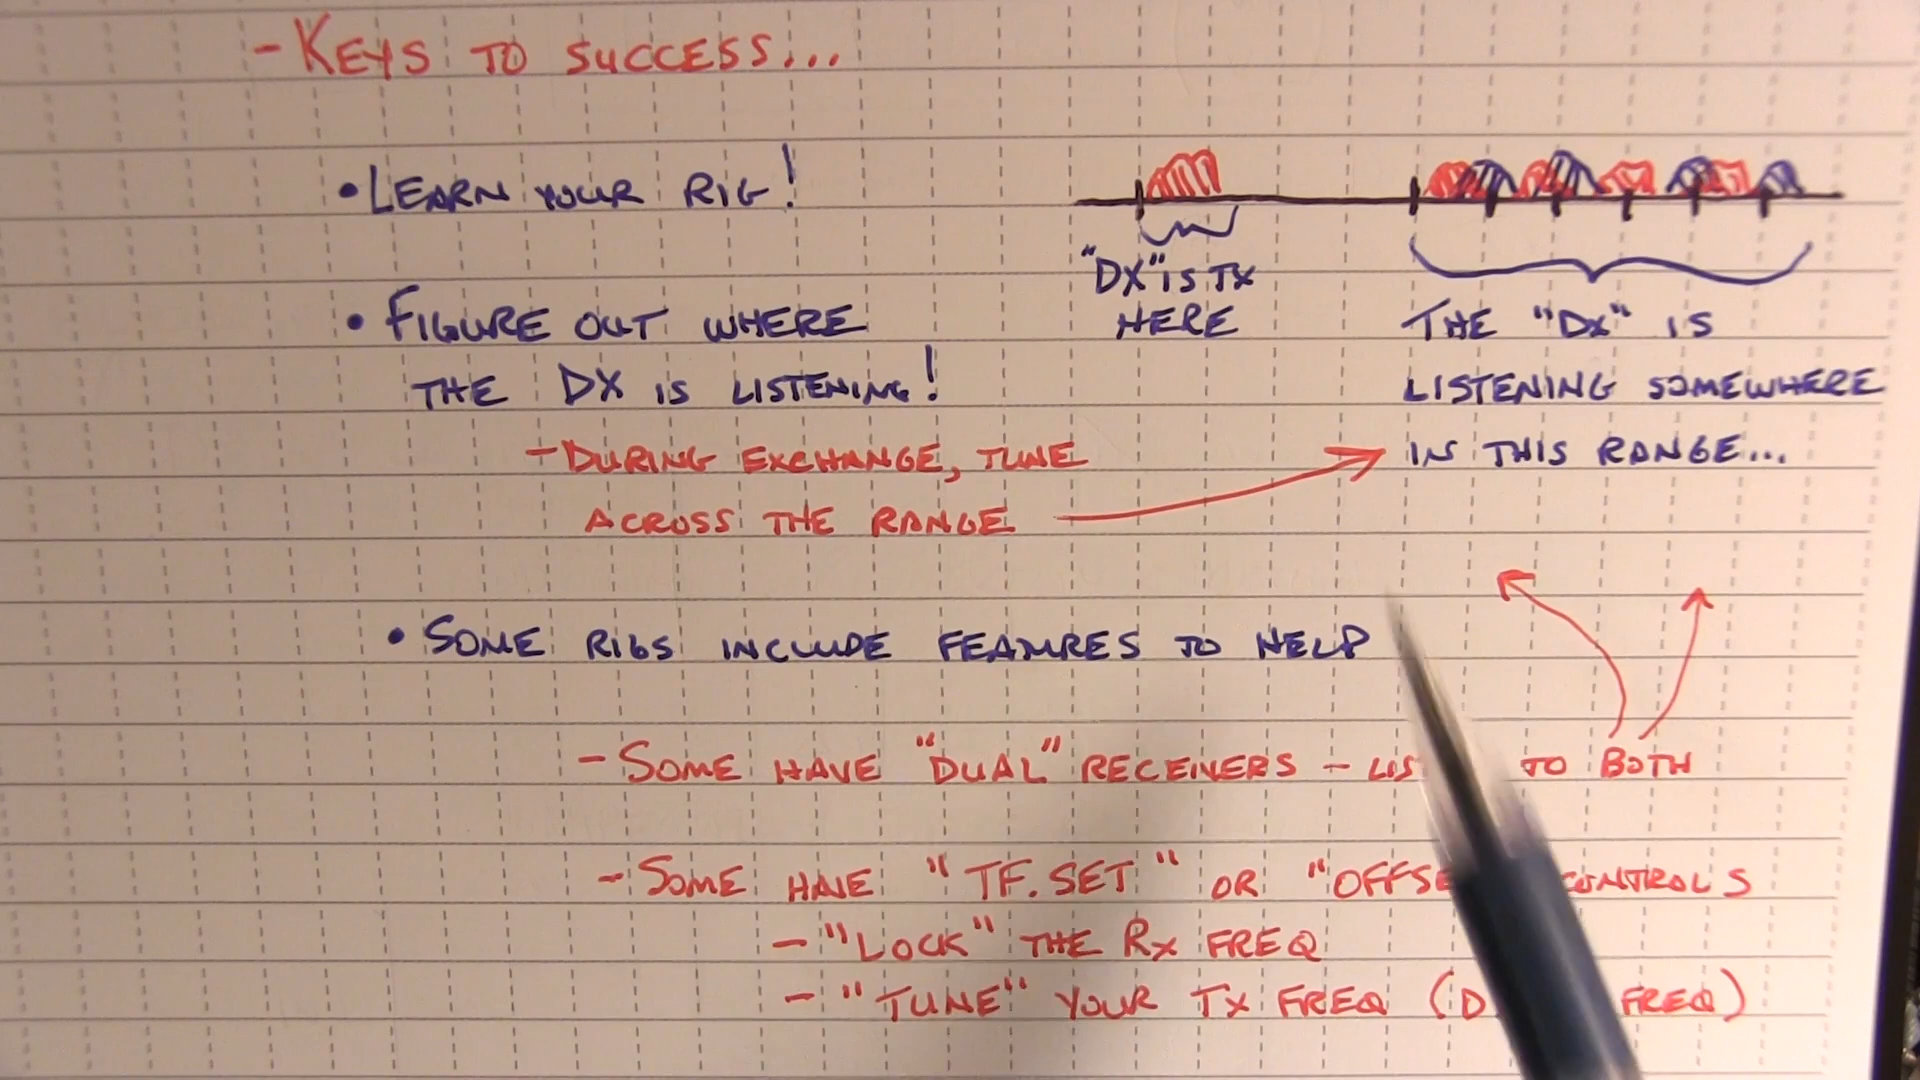 - KEYS TO SUCCESS...
• LEARN YOUR RIG!
• FIGURE OUT WHERE
THE DX IS LISTENING!
- DURING EXCHANGE, TUNE
ACROSS THE RANGE
"DX" IS TX
HERE
THE "DX" IS
LISTENING SOMEWHERE
IN THIS RANGE...
• SOME RIGS INCLUDE FEATURES TO HELP
- SOME HAVE "DUAL" RECEIVERS - LIS TO BOTH
- SOME HAVE "TF.SET" OR "OFFSE CONTROLS
- "LOCK" THE RX FREQ
- "TUNE" YOUR TX FREQ (D FREQ)